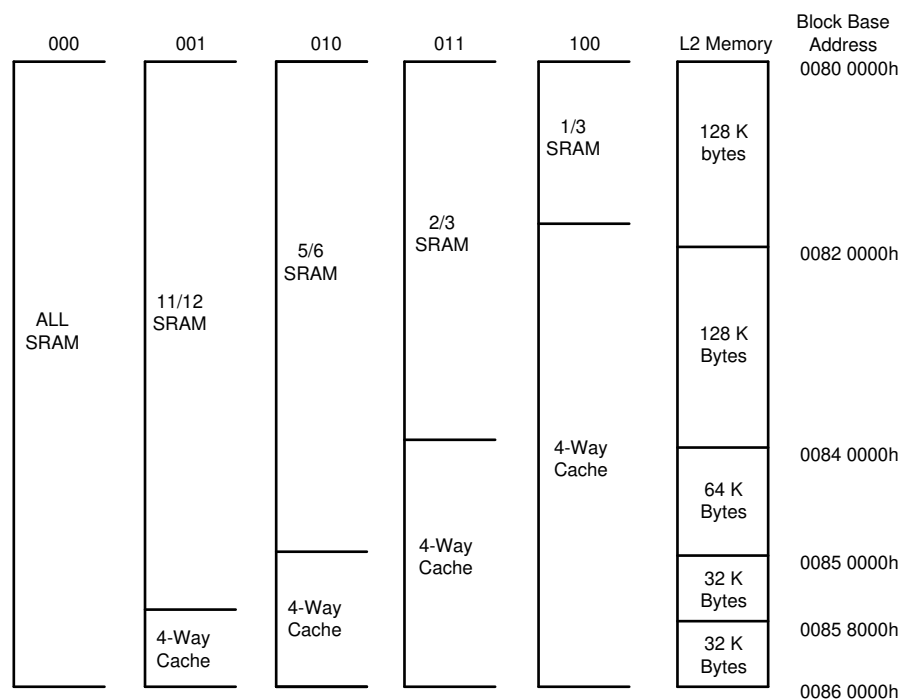 Block Base
000 001 010 011 100 L2 Memory Address
0080 0000h
1/3
SRAM
128 K
bytes
2/3
SRAM
5/6
SRAM
0082 0000h
11/12
SRAM
ALL
SRAM
128 K
Bytes
4-Way
Cache
0084 0000h
64 K
Bytes
4-Way
Cache
0085 0000h
32 K
Bytes
4-Way
Cache
0085 8000h
4-Way
Cache
32 K
Bytes
0086 0000h